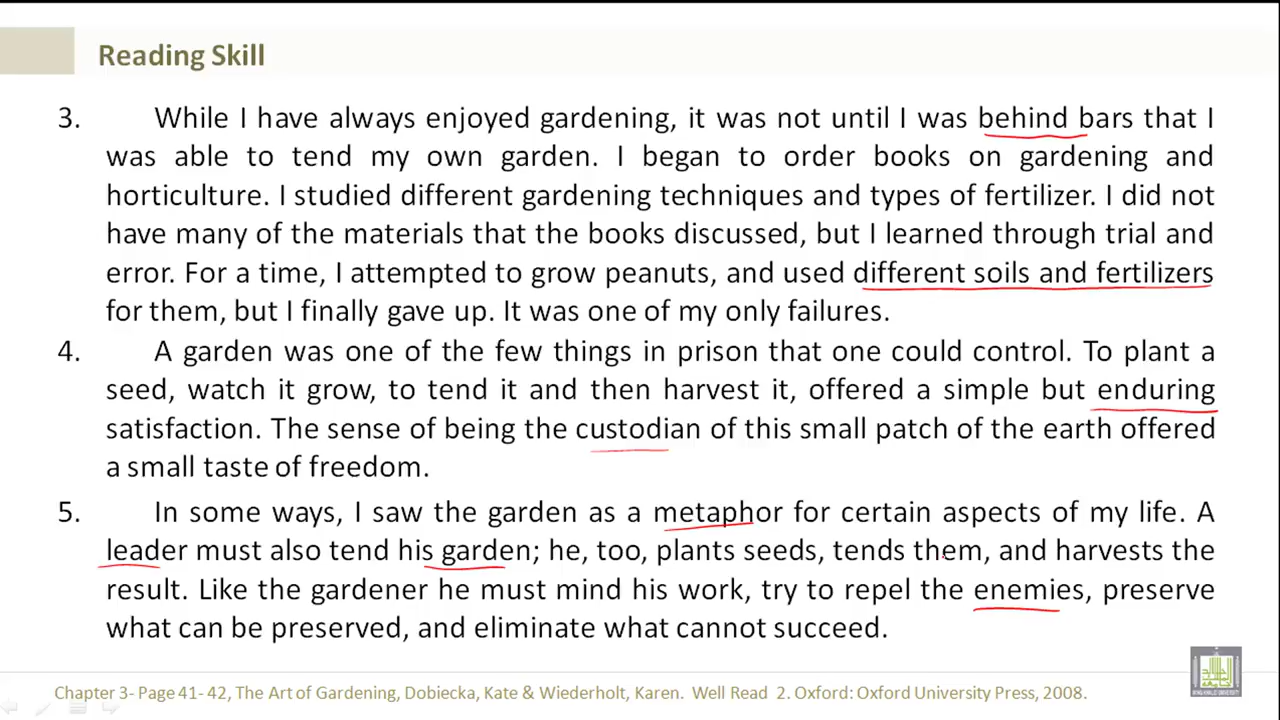 Reading Skill
3. While I have always enjoyed gardening, it was not until I was behind bars that I
was able to tend my own garden. I began to order books on gardening and
horticulture. I studied different gardening techniques and types of fertilizer. I did not
have many of the materials that the books discussed, but I learned through trial and
error. For a time, I attempted to grow peanuts, and used different soils and fertilizers
for them, but I finally gave up. It was one of my only failures.
4. A garden was one of the few things in prison that one could control. To plant a
seed, watch it grow, to tend it and then harvest it, offered a simple but enduring
satisfaction. The sense of being the custodian of this small patch of the earth offered
a small taste of freedom.
5. In some ways, I saw the garden as a metaphor for certain aspects of my life. A
leader must also tend his garden; he, too, plants seeds, tends them, and harvests the
result. Like the gardener he must mind his work, try to repel the enemies, preserve
what can be preserved, and eliminate what cannot succeed.
Chapter 3- Page 41- 42, The Art of Gardening, Dobiecka, Kate & Wiederholt, Karen. Well Read 2. Oxford: Oxford University Press, 2008.